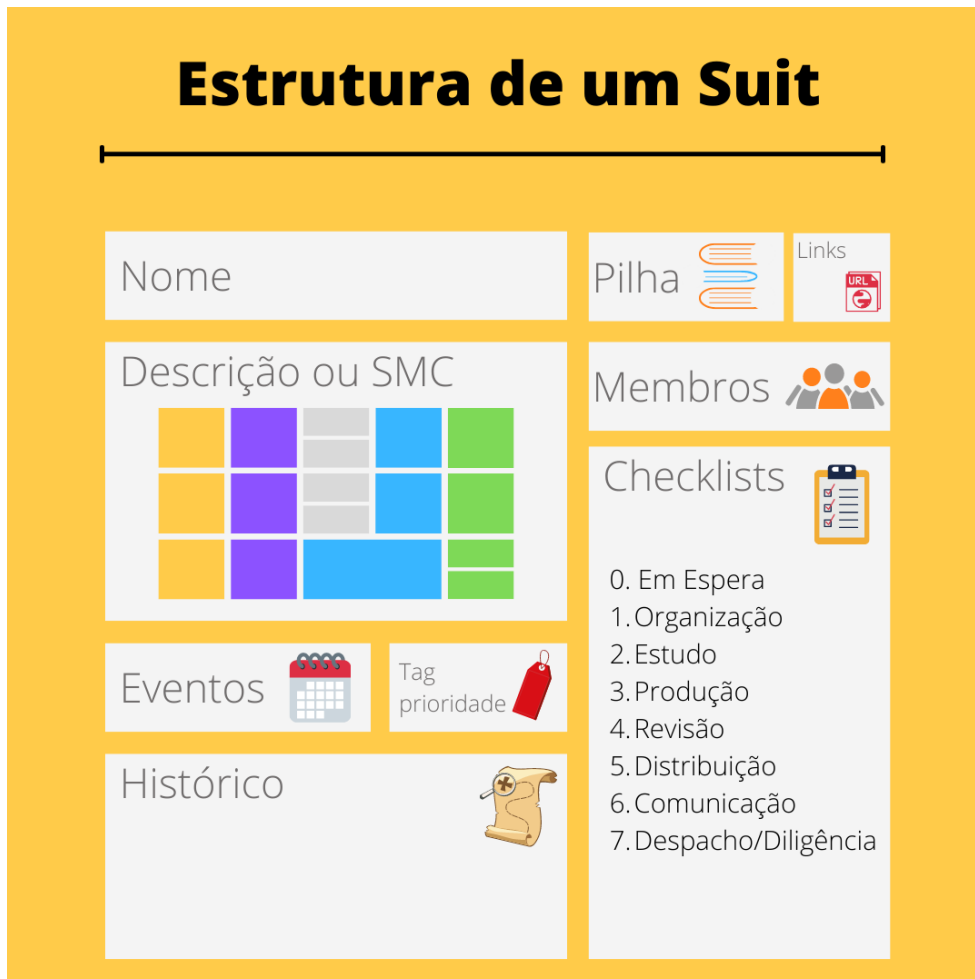 Estrutura de um Suit
Nome
Pilha
Links
URL
Descrição ou SMC
Membros
Checklists
0. Em Espera
1. Organização
2. Estudo
3. Produção
4. Revisão
5. Distribuição
6. Comunicação
7. Despacho/Diligência
Eventos
Tag
prioridade
Histórico